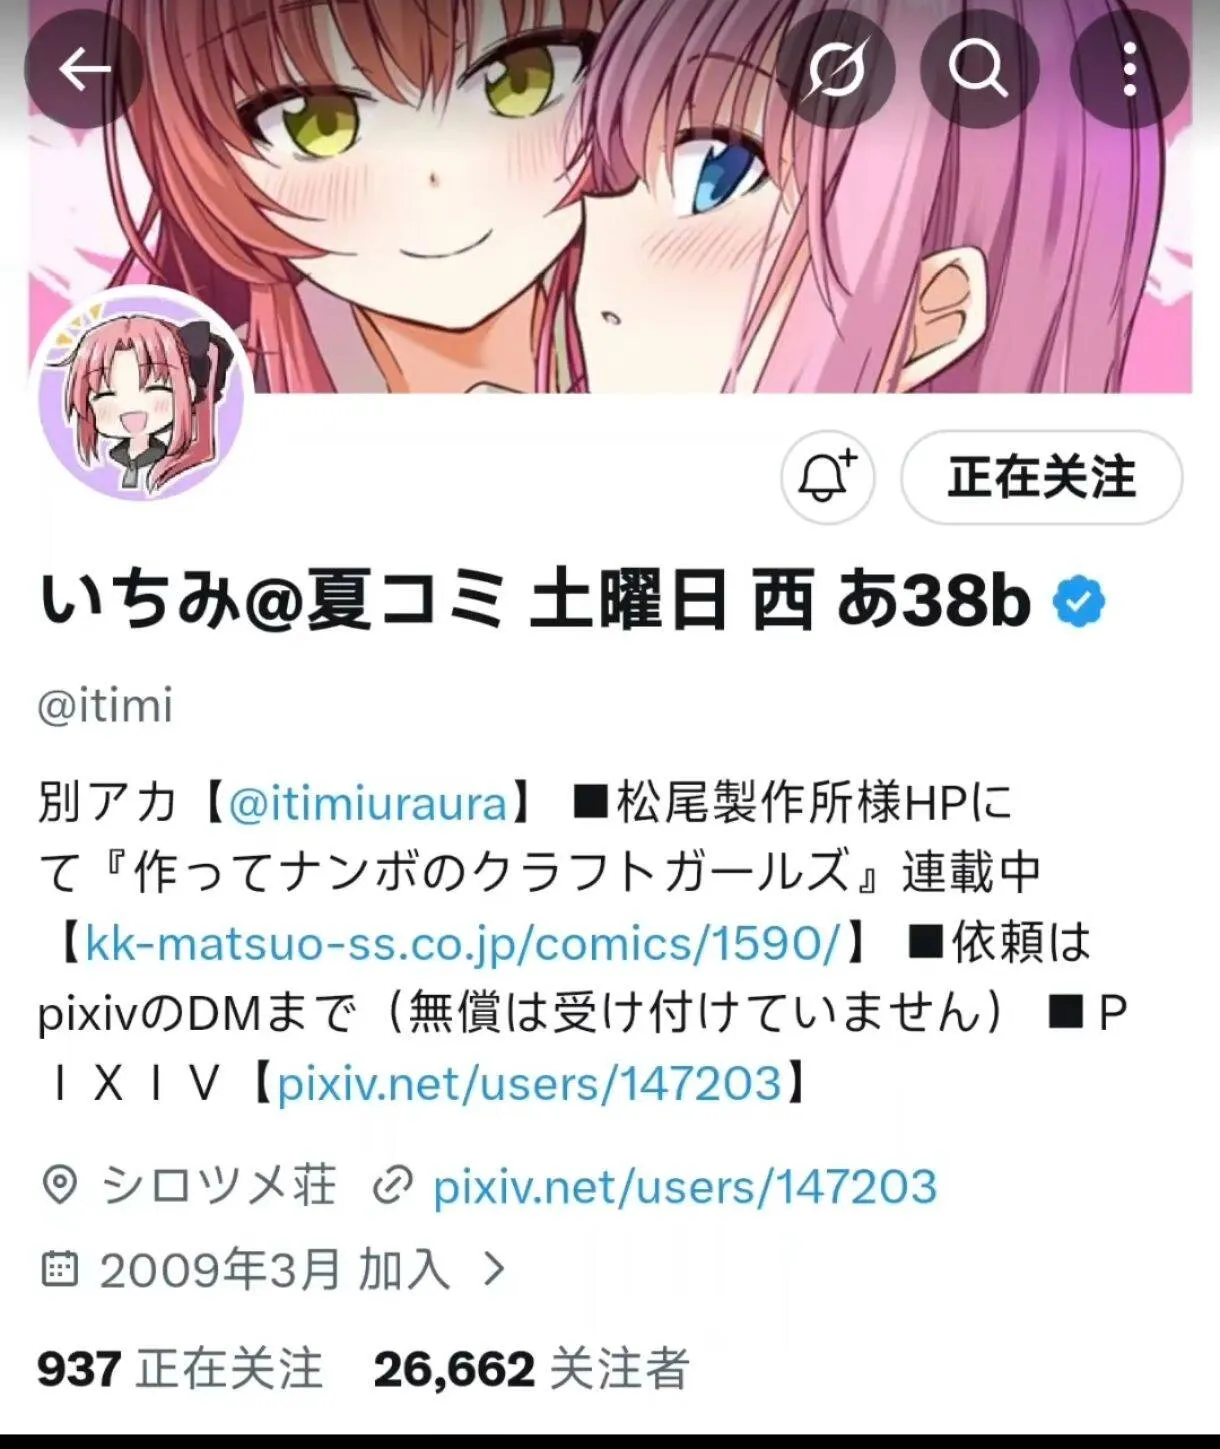 正在关注
いちみ@夏コミ 土曜日 西 あ38b
@itimi
別アカ【@itimiuraura】 ■松尾製作所様HPに
て『作ってナンボのクラフトガールズ』連載中
【kk-matsuo-ss.co.jp/comics/1590/】 ■依頼は
pixivのDMまで（無償は受け付けていません） ■Ｐ
ＩＸＩＶ【pixiv.net/users/147203】
シロツメ荘 pixiv.net/users/147203
2009年3月 加入
937 正在关注 26,662 关注者